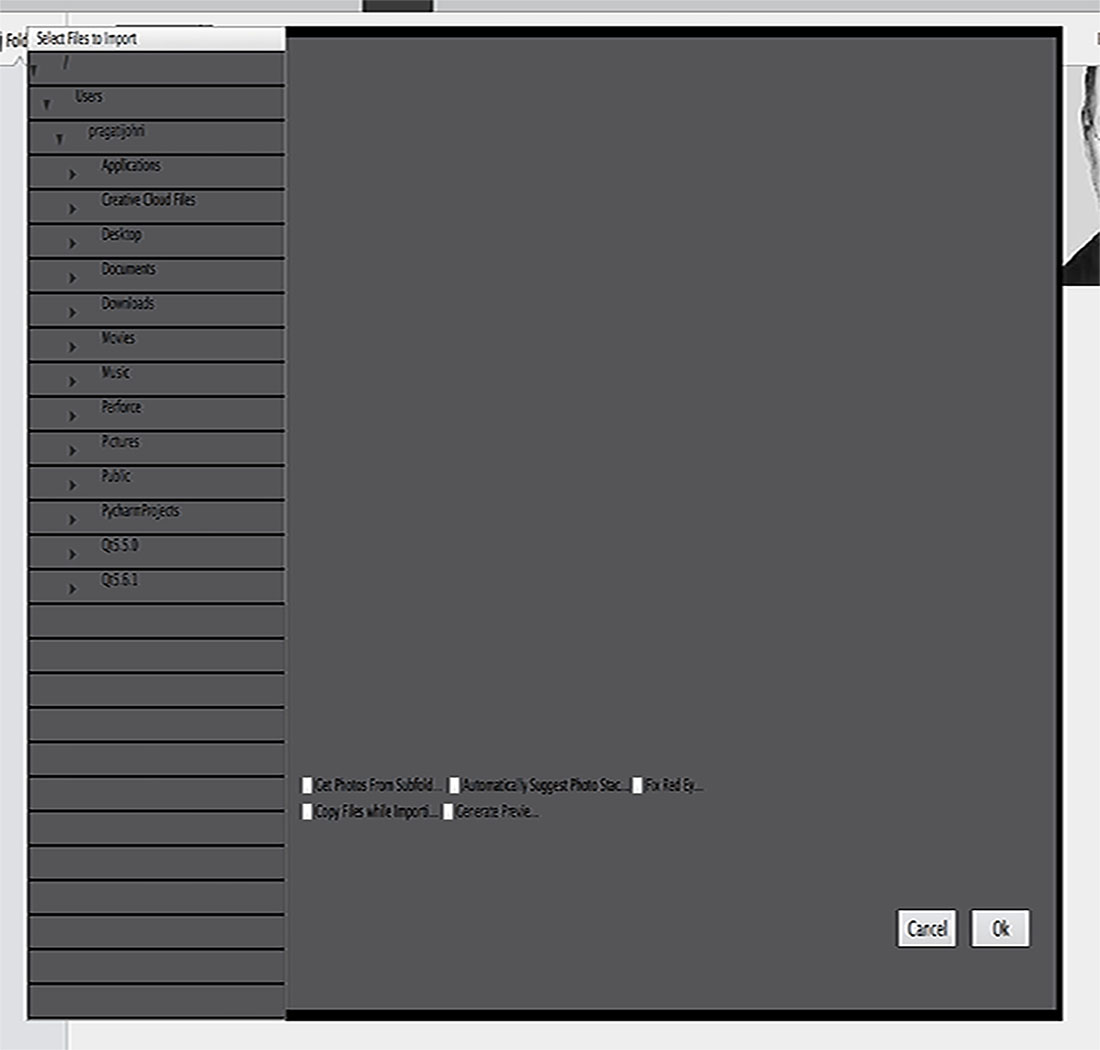 Fold
Select Files to Import
/
Users
pragatijohri
Applications
Creative Cloud Files
Desktop
Documents
Downloads
Movies
Music
Perforce
Pictures
Public
PycharmProjects
Qt5.5.0
Qt5.6.1
Get Photos From Subfold... Automatically Suggest Photo Stac... Fix Red Ey...
Copy Files while Importi... Generate Previe...
Cancel Ok